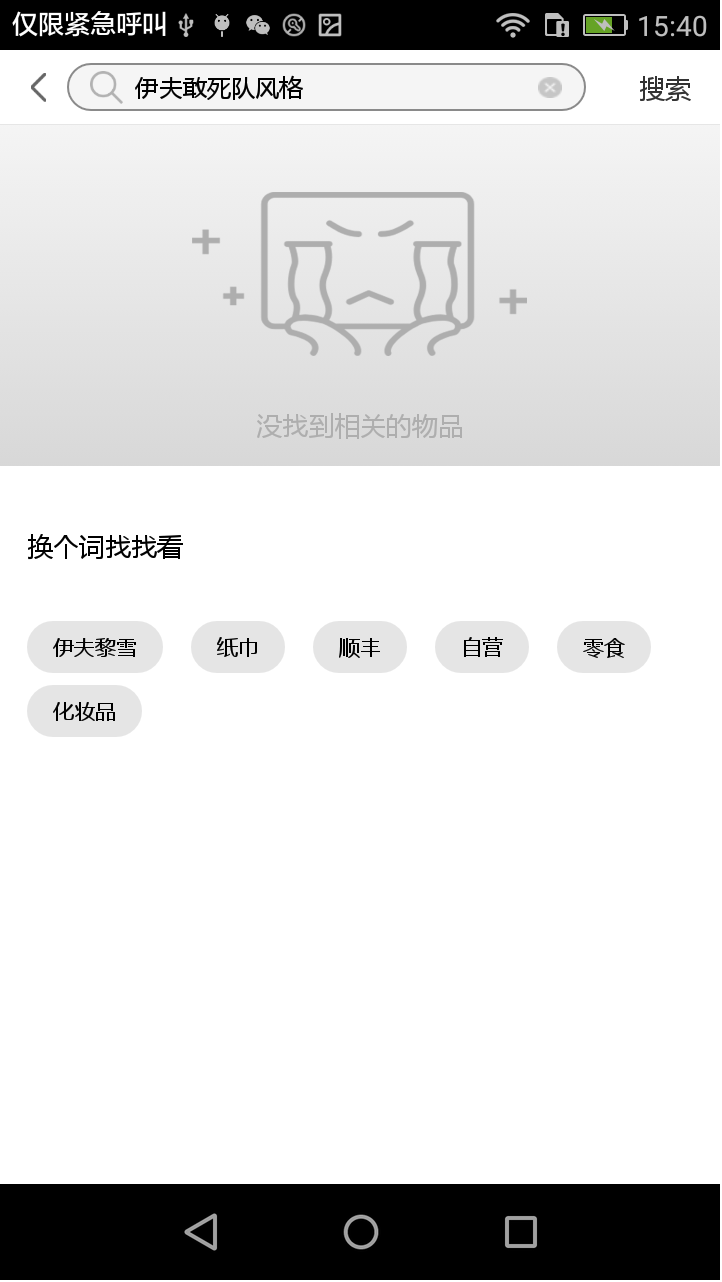 仅限紧急呼叫 15:40
伊夫敢死队风格 搜索
没找到相关的物品
换个词找找看
伊夫黎雪 纸巾 顺丰 自营 零食
化妆品